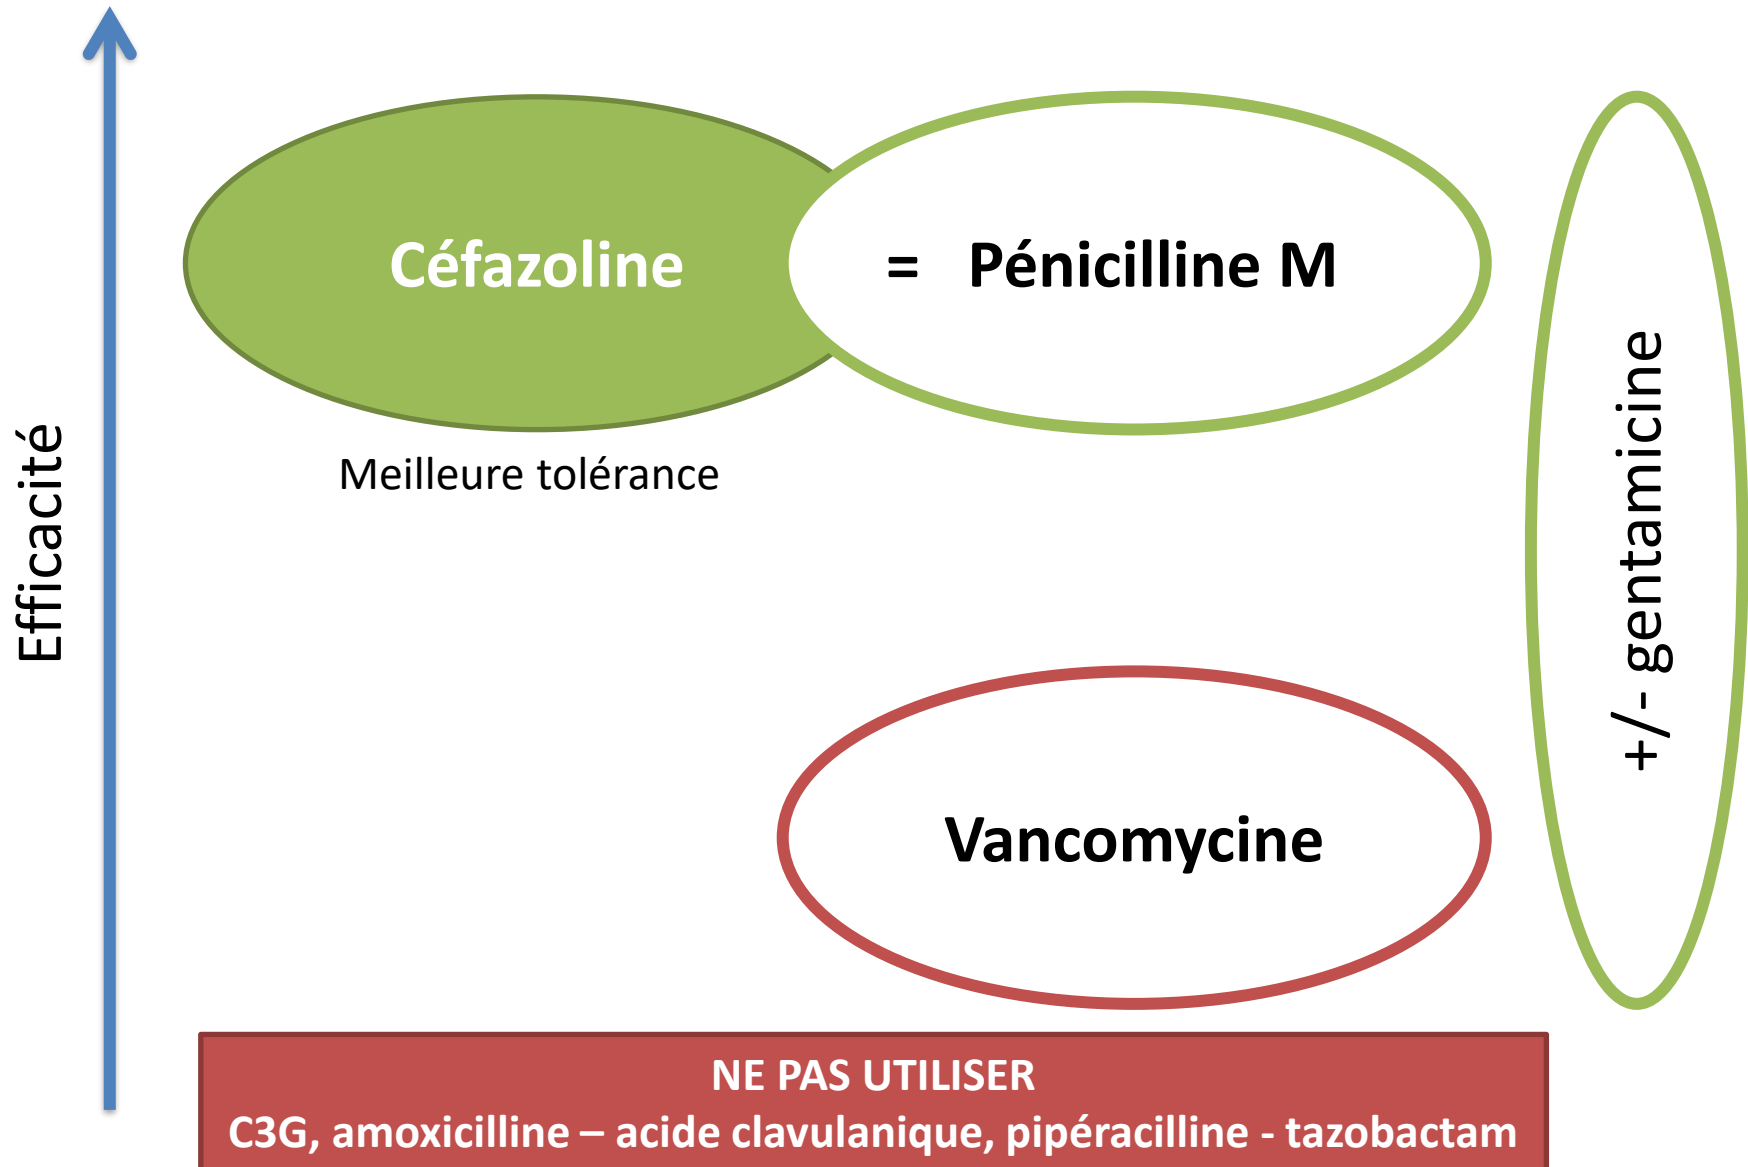 Efficacité
Céfazoline
= Pénicilline M
Meilleure tolérance
+/- gentamicine
Vancomycine
NE PAS UTILISER
C3G, amoxicilline – acide clavulanique, pipéracilline - tazobactam